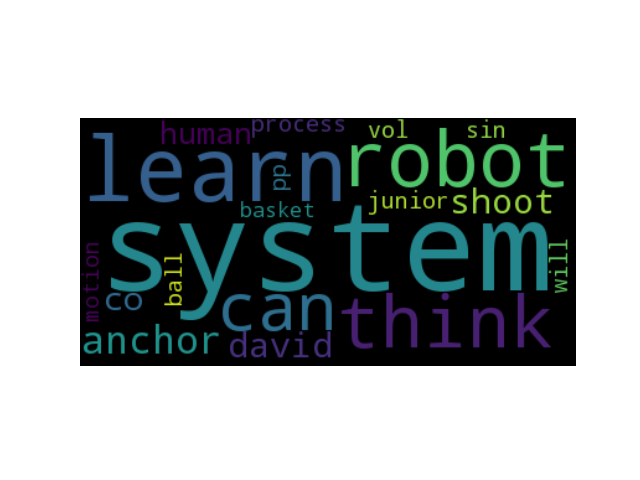 process
human
vol
sin
learn
robot
pp
junior
shoot
basket
system
motion
ball
will
co
can
think
anchor
david